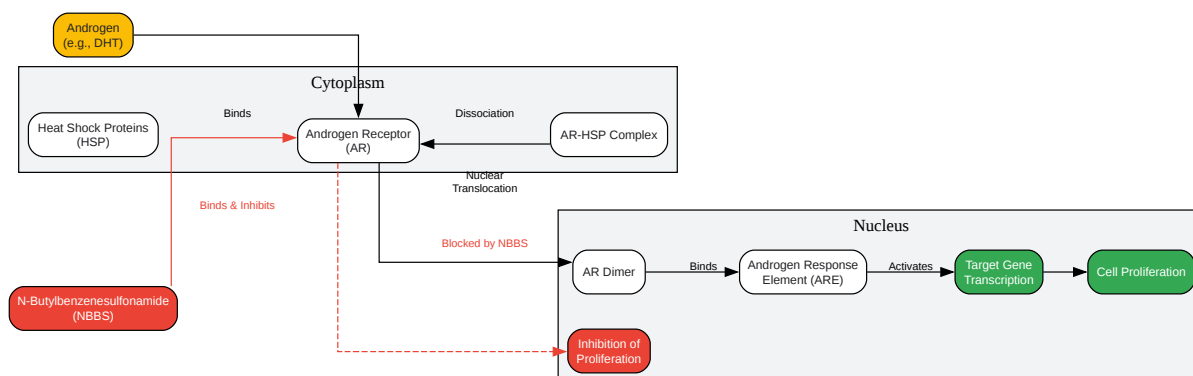 Androgen
(e.g., DHT)
Cytoplasm
Heat Shock Proteins
(HSP)
Binds
Androgen Receptor
(AR)
Dissociation
AR-HSP Complex
Nuclear
Translocation
Binds & Inhibits
Blocked by NBBS
N-Butylbenzenesulfonamide
(NBBS)
Nucleus
AR Dimer
Binds
Androgen Response
Element (ARE)
Activates
Target Gene
Transcription
Cell Proliferation
Inhibition of
Proliferation